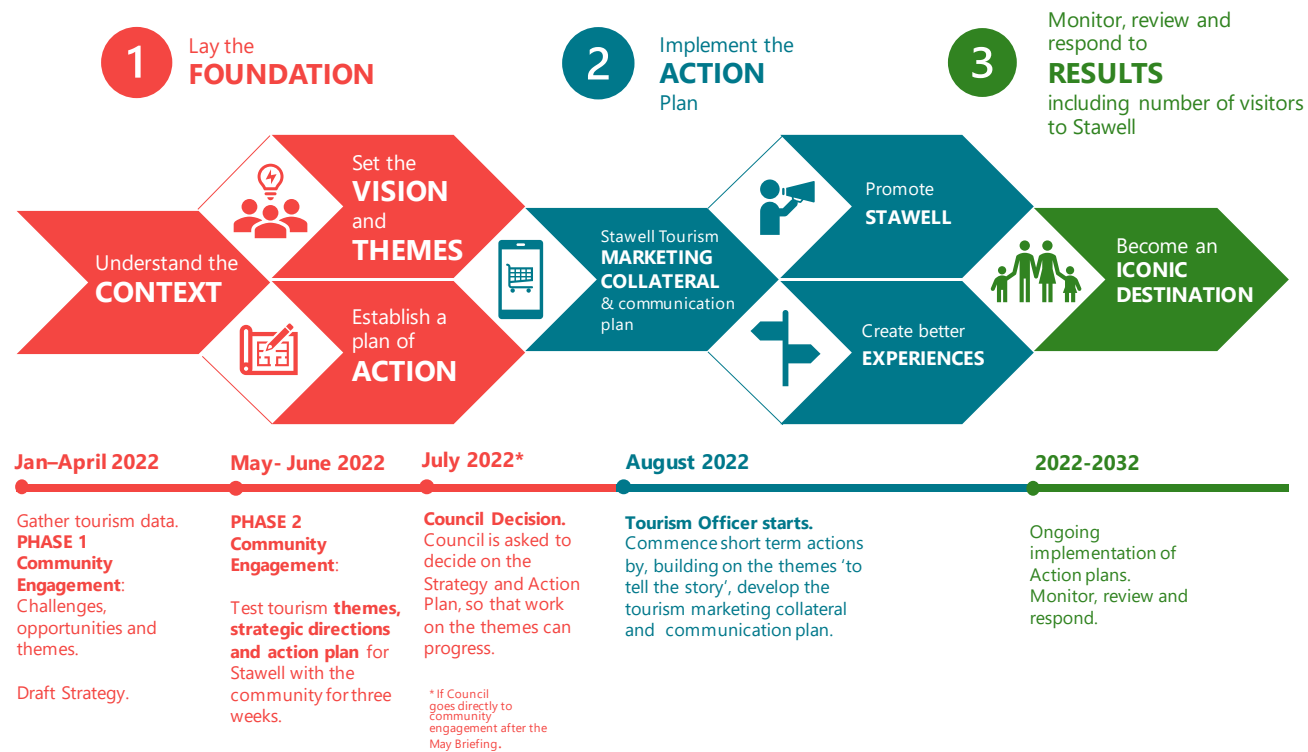 1
Lay the
FOUNDATION
2
Implement the
ACTION
Plan
3
Monitor, review and
respond to
RESULTS
including number of visitors
to Stawell
Understand the
CONTEXT
Set the
VISION
and
THEMES
Establish a
plan of
ACTION
Stawell Tourism
MARKETING
COLLATERAL
& communication
plan
Promote
STAWELL
Create better
EXPERIENCES
Become an
ICONIC
DESTINATION
Jan–April 2022
Gather tourism data.
PHASE 1
Community
Engagement:
Challenges,
opportunities and
themes.
Draft Strategy.
May- June 2022
PHASE 2
Community
Engagement:
Test tourism themes,
strategic directions
and action plan for
Stawell with the
community for three
weeks.
July 2022*
Council Decision.
Council is asked to
decide on the
Strategy and Action
Plan, so that work
on the themes can
progress.
* If Council
goes directly to
community
engagement after the
May Briefing.
August 2022
Tourism Officer starts.
Commence short term actions
by, building on the themes ‘to
tell the story’, develop the
tourism marketing collateral
and communication plan.
2022-2032
Ongoing
implementation of
Action plans.
Monitor, review and
respond.